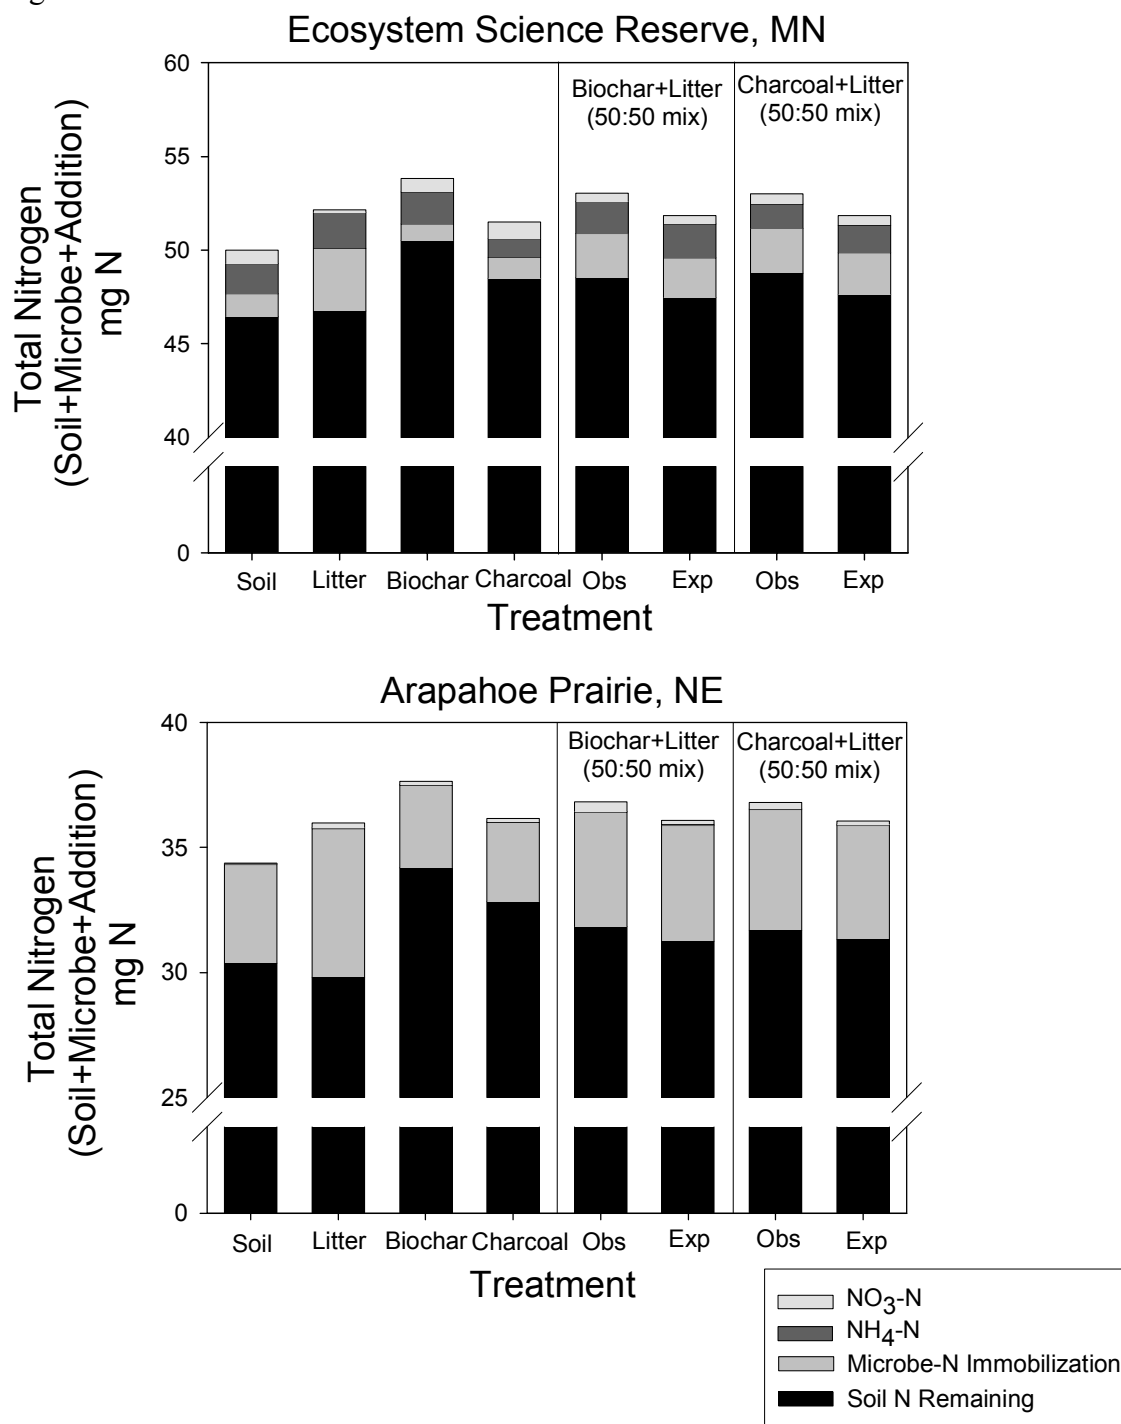 Ecosystem Science Reserve, MN
Total Nitrogen
(Soil+Microbe+Addition)
mg N
60
55
50
45
40
0
Biochar+Litter
(50:50 mix)
Charcoal+Litter
(50:50 mix)
Soil Litter Biochar Charcoal Obs Exp Obs Exp
Treatment
Arapahoe Prairie, NE
Total Nitrogen
(Soil+Microbe+Addition)
mg N
40
35
30
25
0
Biochar+Litter
(50:50 mix)
Charcoal+Litter
(50:50 mix)
Soil Litter Biochar Charcoal Obs Exp Obs Exp
Treatment
NO3-N
NH4-N
Microbe-N Immobilization
Soil N Remaining